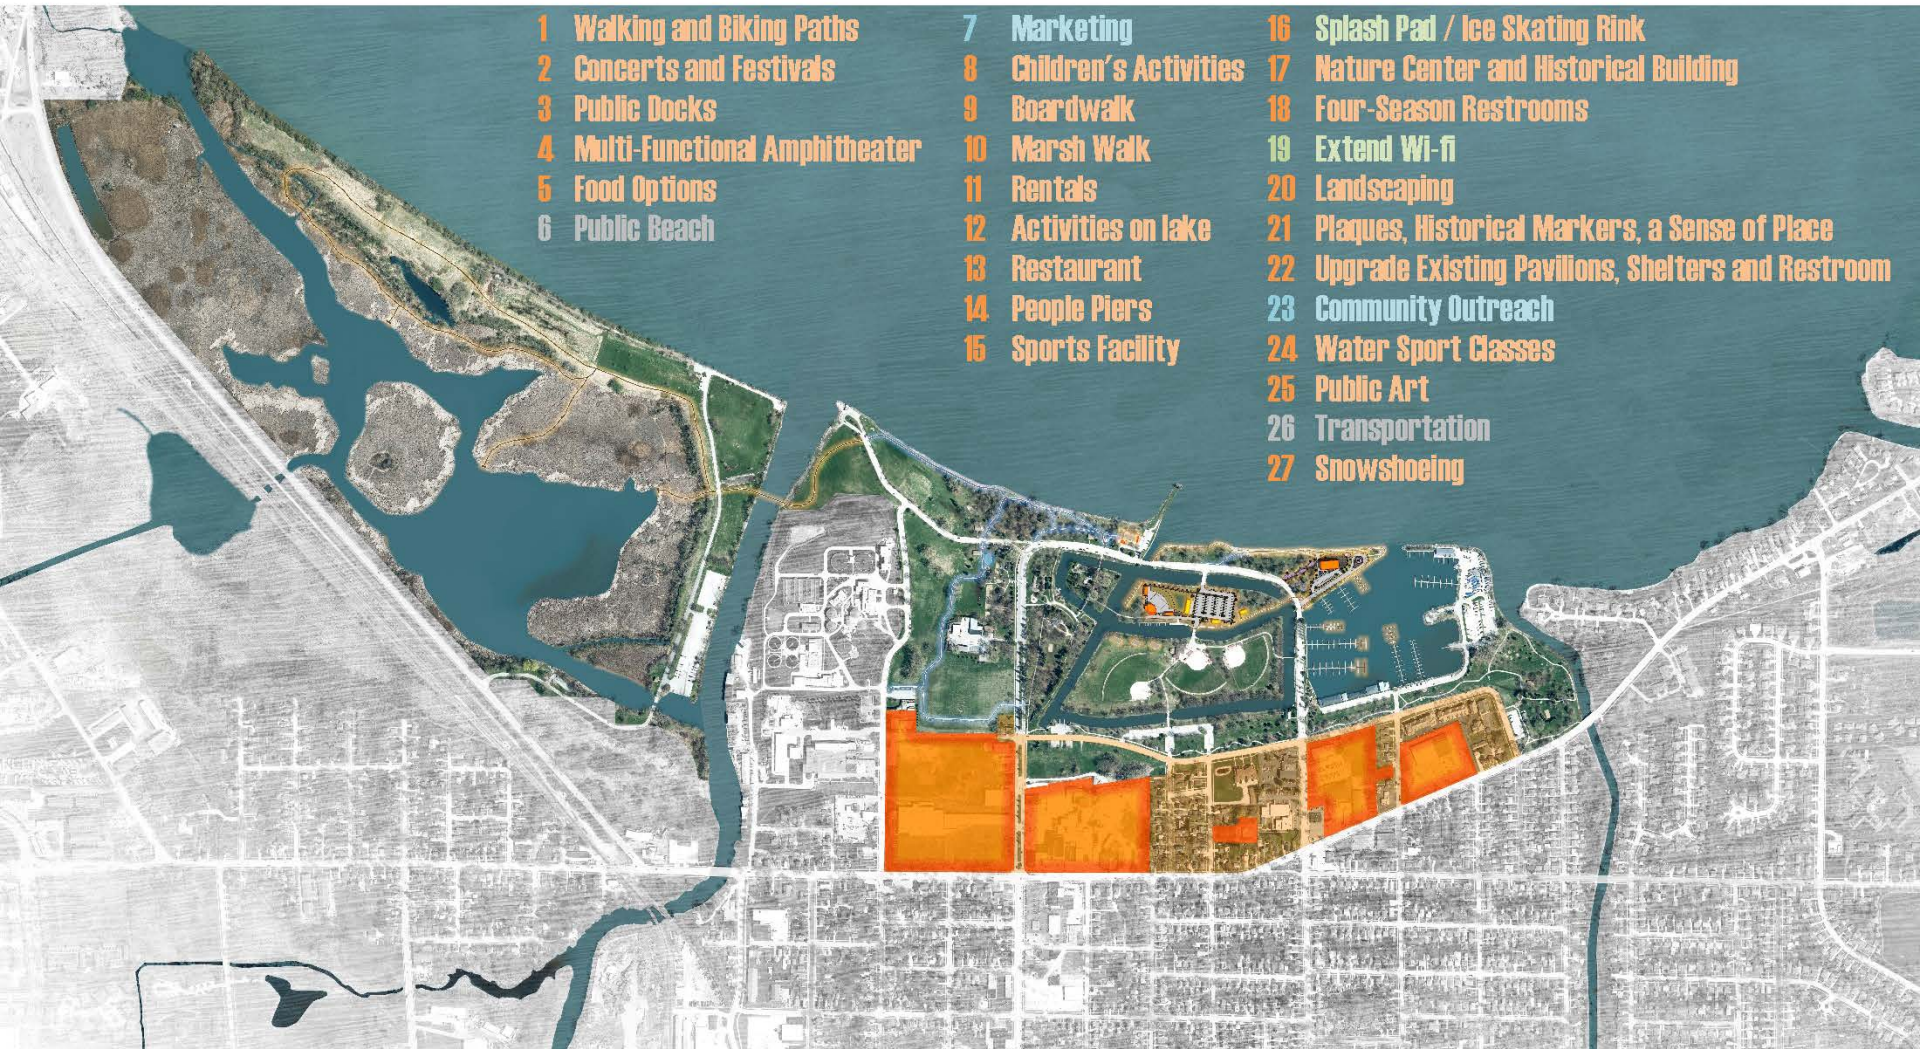 1 Walking and Biking Paths
2 Concerts and Festivals
3 Public Docks
4 Multi-Functional Amphitheater
5 Food Options
6 Public Beach
7 Marketing
8 Children's Activities
9 Boardwalk
10 Marsh Walk
11 Rentals
12 Activities on lake
13 Restaurant
14 People Piers
15 Sports Facility
16 Splash Pad / Ice Skating Rink
17 Nature Center and Historical Building
18 Four-Season Restrooms
19 Extend Wi-fi
20 Landscaping
21 Plaques, Historical Markers, a Sense of Place
22 Upgrade Existing Pavilions, Shelters and Restroom
23 Community Outreach
24 Water Sport Classes
25 Public Art
26 Transportation
27 Snowshoeing